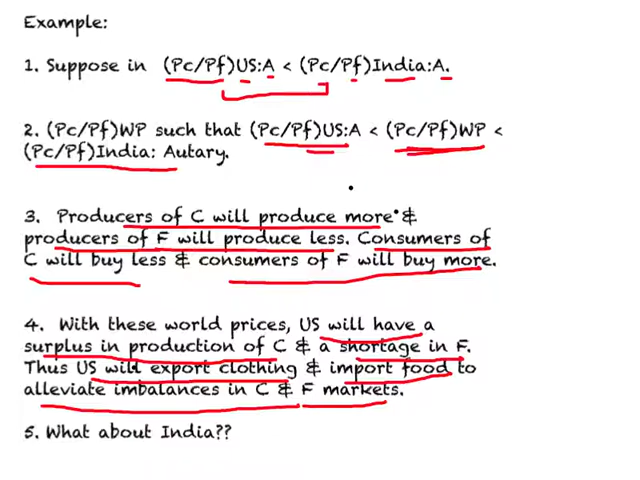 Example:
1. Suppose in (Pc/Pf)US:A < (Pc/Pf)India:A.
2. (Pc/Pf)WP such that (Pc/Pf)US:A < (Pc/Pf)WP <
(Pc/Pf)India: Autary.
3. Producers of C will produce more &
producers of F will produce less. Consumers of
C will buy less & consumers of F will buy more.
4. With these world prices, US will have a
surplus in production of C & a shortage in F.
Thus US will export clothing & import food to
alleviate imbalances in C & F markets.
5. What about India??